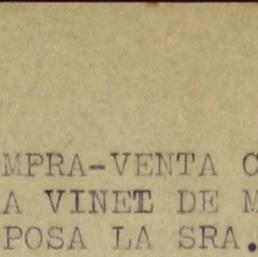 MPRA-VENTA C
A VINET DE M
POSA LA SRA.